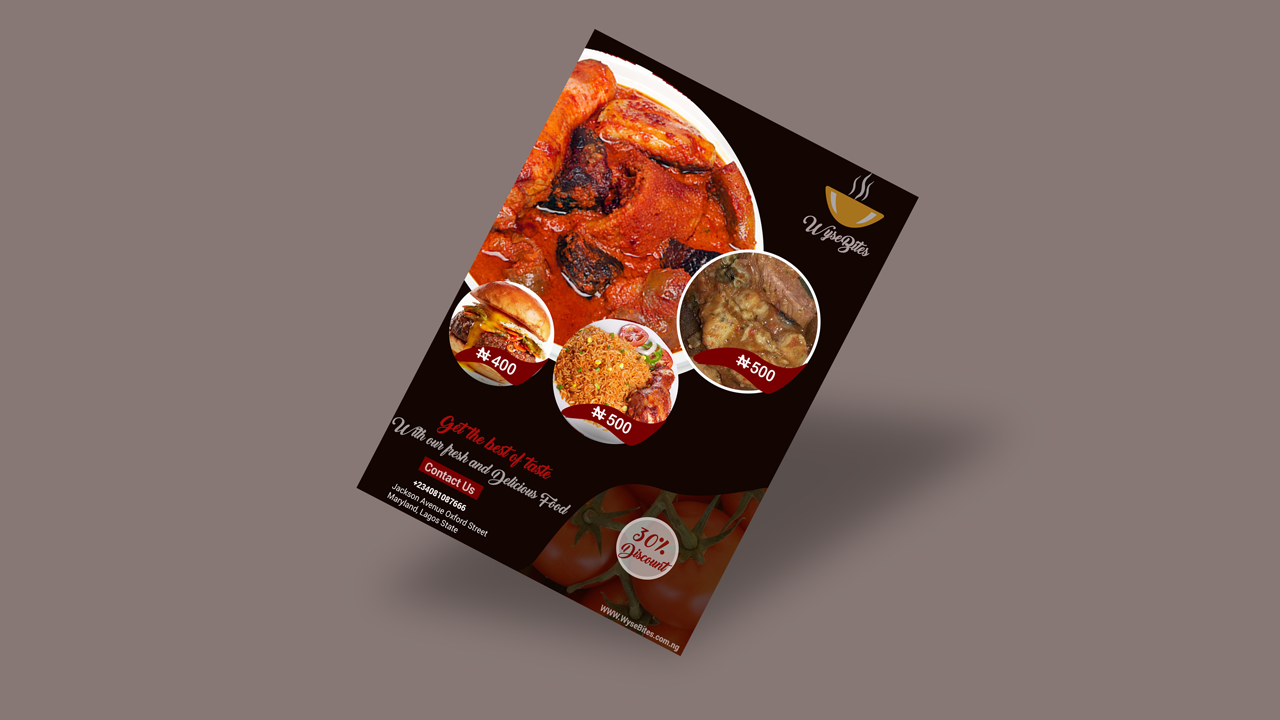 WyseBites
₦400
₦500
₦500
Get the best of taste
With our fresh and Delicious Food
Contact Us
+234081087666
Jackson Avenue Oxford Street
Maryland, Lagos State
30%
Discount
www.WyseBites.com.ng